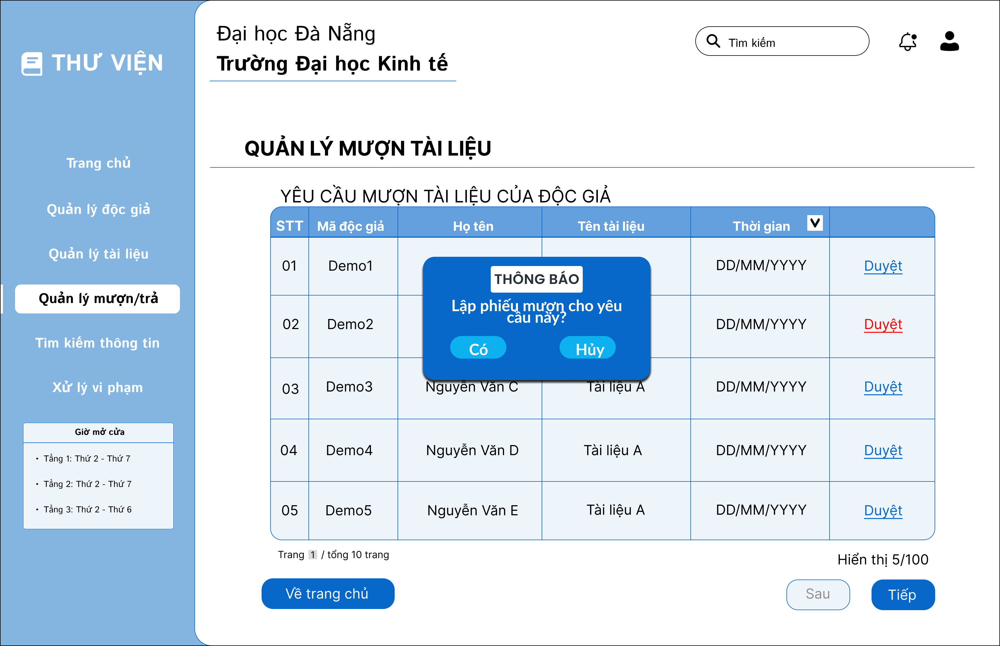 THƯ VIỆN
Đại học Đà Nẵng
Trường Đại học Kinh tế
Tìm kiếm
Trang chủ
Quản lý độc giả
Quản lý tài liệu
Quản lý mượn/trả
Tìm kiếm thông tin
Xử lý vi phạm
Giờ mở cửa
• Tầng 1: Thứ 2 - Thứ 7
• Tầng 2: Thứ 2 - Thứ 7
• Tầng 3: Thứ 2 - Thứ 6
QUẢN LÝ MƯỢN TÀI LIỆU
YÊU CẦU MƯỢN TÀI LIỆU CỦA ĐỘC GIẢ
STT Mã độc giả Họ tên Tên tài liệu Thời gian
01 Demo1 DD/MM/YYYY Duyệt
02 Demo2 DD/MM/YYYY Duyệt
03 Demo3 Nguyễn Văn C Tài liệu A DD/MM/YYYY Duyệt
04 Demo4 Nguyễn Văn D Tài liệu A DD/MM/YYYY Duyệt
05 Demo5 Nguyễn Văn E Tài liệu A DD/MM/YYYY Duyệt
THÔNG BÁO
Lập phiếu mượn cho yêu
cầu này?
Có Hủy
Trang 1 / tổng 10 trang
Hiển thị 5/100
Về trang chủ
Sau Tiếp